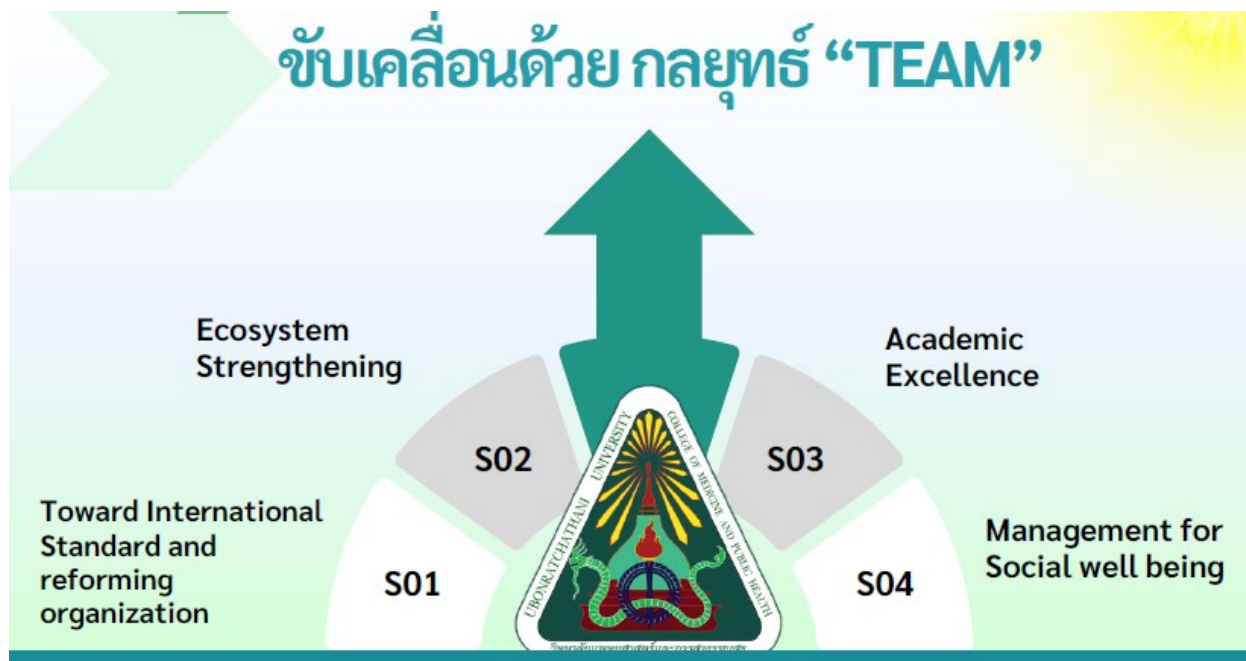 ขับเคลื่อนด้วย กลยุทธ์ “TEAM”
Ecosystem
Strengthening
Academic
Excellence
S02
S03
Toward International
Standard and
reforming
organization
S01
S04
Management for
Social well being
UBONRATCHATHANI UNIVERSITY
COLLEGE OF MEDICINE AND PUBLIC HEALTH